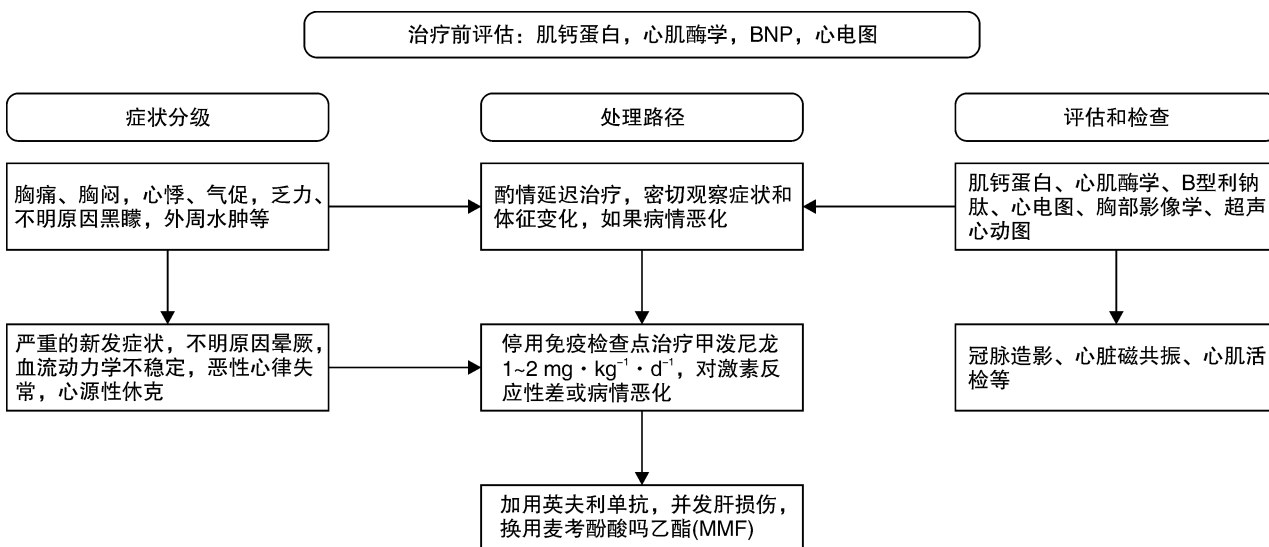 治疗前评估：肌钙蛋白，心肌酶学，BNP，心电图
症状分级
处理路径
评估和检查
胸痛、胸闷，心悸、气促，乏力、
不明原因黑矇，外周水肿等
酌情延迟治疗，密切观察症状和
体征变化，如果病情恶化
肌钙蛋白、心肌酶学、B型利钠
肽、心电图、胸部影像学、超声
心动图
严重的新发症状，不明原因晕厥，
血流动力学不稳定，恶性心律失
常，心源性休克
停用免疫检查点治疗甲泼尼龙
1~2 mg·kg⁻¹·d⁻¹，对激素反
应性差或病情恶化
冠脉造影、心脏磁共振、心肌活
检等
加用英夫利单抗，并发肝损伤，
换用麦考酚酸吗乙酯(MMF)